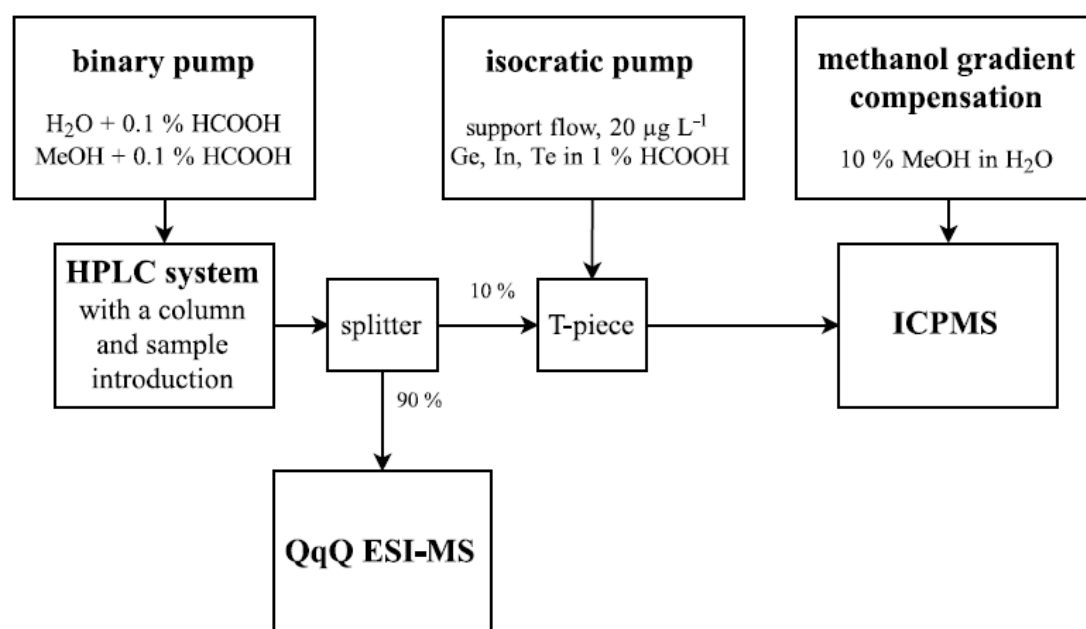 binary pump
H₂O + 0.1 % HCOOH
MeOH + 0.1 % HCOOH
isocratic pump
support flow, 20 µg L⁻¹
Ge, In, Te in 1 % HCOOH
methanol gradient
compensation
10 % MeOH in H₂O
HPLC system
with a column
and sample
introduction
splitter
10 %
T-piece
ICPMS
90 %
QqQ ESI-MS